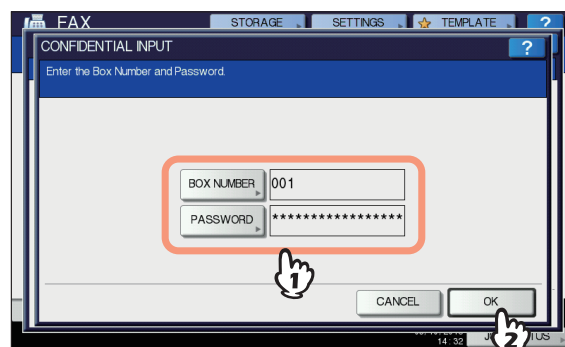 FAX STORAGE SETTINGS TEMPLATE ?
CONFIDENTIAL INPUT ?
Enter the Box Number and Password.
BOX NUMBER 001
PASSWORD *****************
1
CANCEL OK
2
14:32